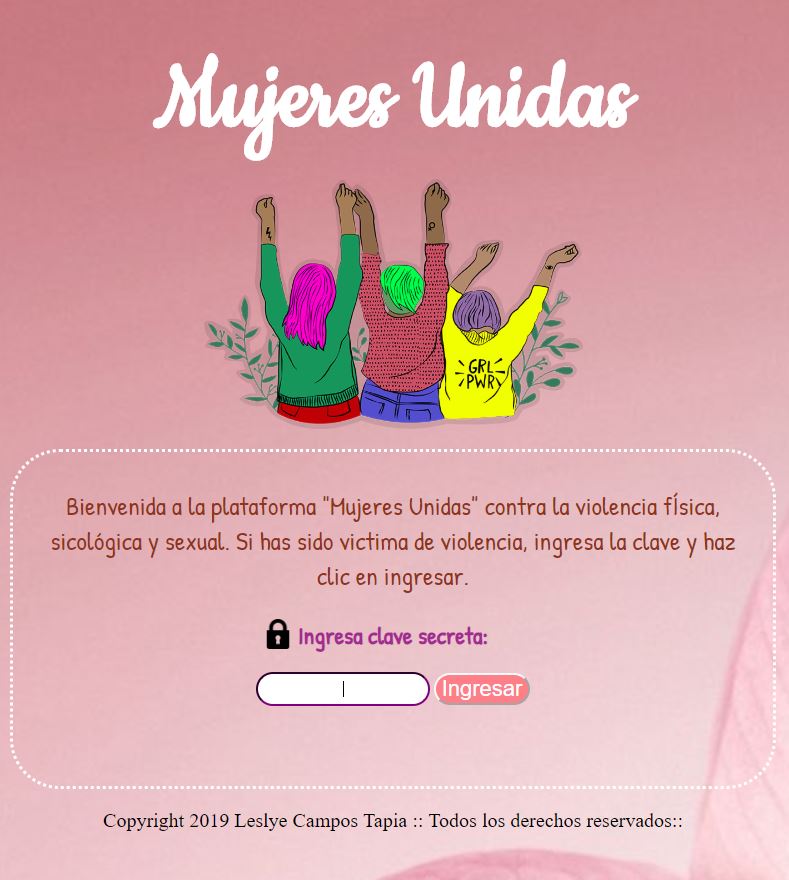 Mujeres Unidas
GRL
PWR
Bienvenida a la plataforma "Mujeres Unidas" contra la violencia fÍsica,
sicológica y sexual. Si has sido victima de violencia, ingresa la clave y haz
clic en ingresar.
Ingresa clave secreta:
Ingresar
Copyright 2019 Leslye Campos Tapia :: Todos los derechos reservados::